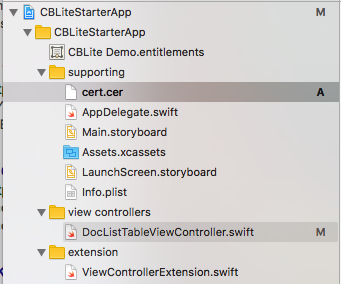 CBLiteStarterApp M
CBLiteStarterApp
CBLite Demo.entitlements
supporting
cert.cer A
AppDelegate.swift
Main.storyboard
Assets.xcassets
LaunchScreen.storyboard
Info.plist
view controllers
DocListTableViewController.swift M
extension
ViewControllerExtension.swift